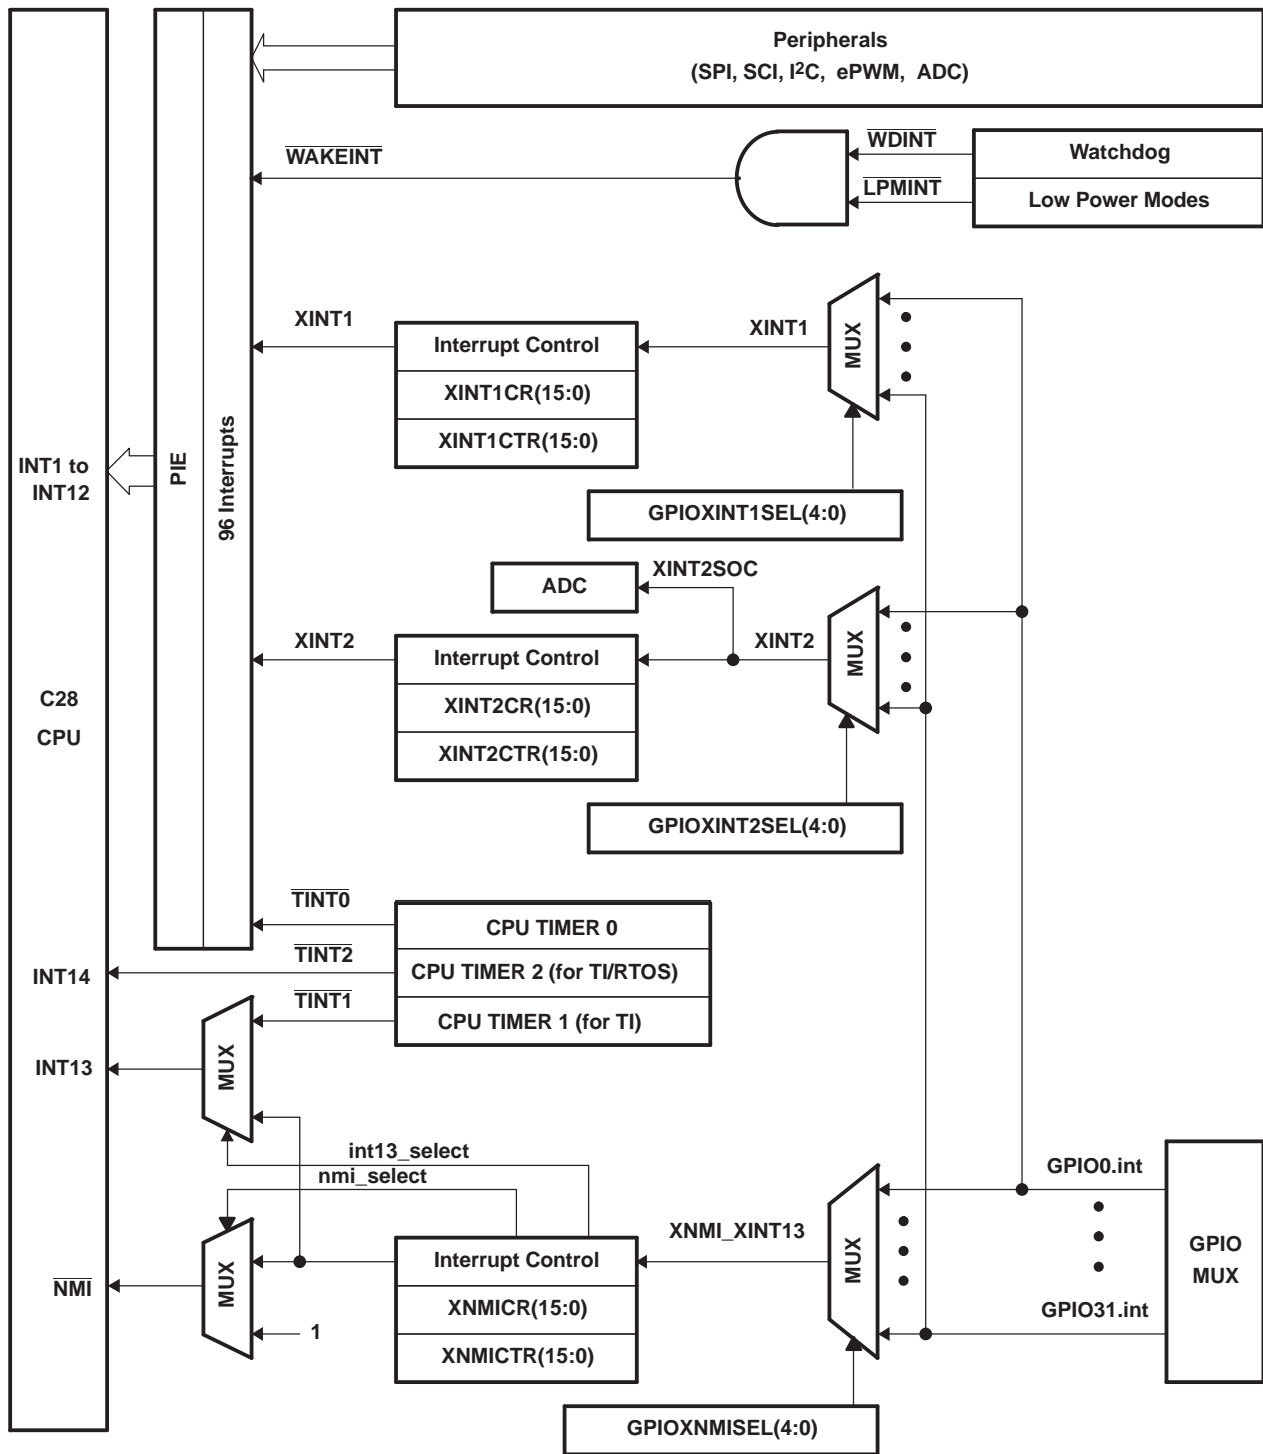 Peripherals
(SPI, SCI, I2C, ePWM, ADC)
WDINT
Watchdog
WAKEINT
LPMINT
Low Power Modes
XINT1
Interrupt Control
XINT1CR(15:0)
XINT1CTR(15:0)
XINT1
MUX
GPIOXINT1SEL(4:0)
INT1 to
INT12
PIE
96 Interrupts
ADC
XINT2SOC
XINT2
Interrupt Control
XINT2CR(15:0)
XINT2CTR(15:0)
XINT2
MUX
GPIOXINT2SEL(4:0)
C28
CPU
TINT0
CPU TIMER 0
TINT2
CPU TIMER 2 (for TI/RTOS)
INT14
TINT1
CPU TIMER 1 (for TI)
INT13
MUX
int13_select
nmi_select
GPIO0.int
XNMI_XINT13
MUX
Interrupt Control
XNMICR(15:0)
XNMICTR(15:0)
NMI
MUX
1
GPIO
MUX
GPIO31.int
GPIOXNMISEL(4:0)